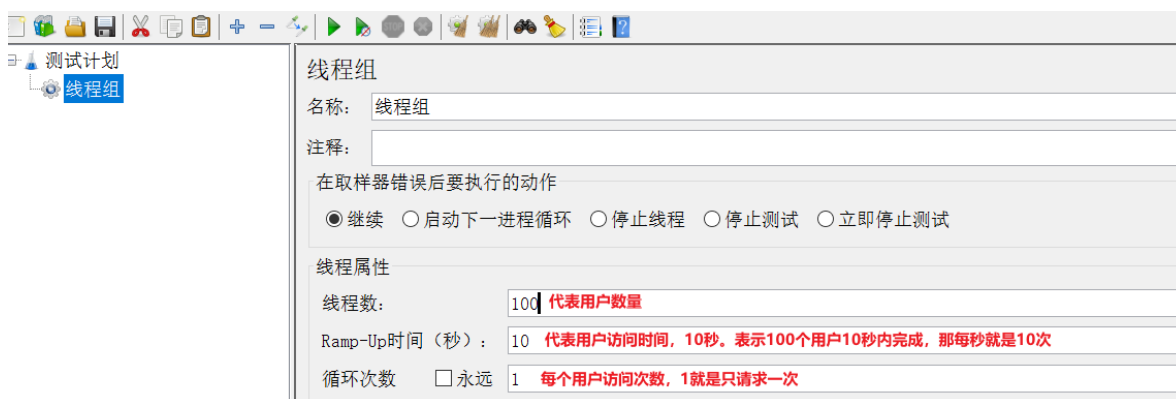 测试计划
线程组
线程组
名称： 线程组
注释：
在取样器错误后要执行的动作
继续 启动下一进程循环 停止线程 停止测试 立即停止测试
线程属性
线程数： 100 代表用户数量
Ramp-Up时间（秒）： 10 代表用户访问时间，10秒。表示100个用户10秒内完成，那每秒就是10次
循环次数 永远 1 每个用户访问次数，1就是只请求一次